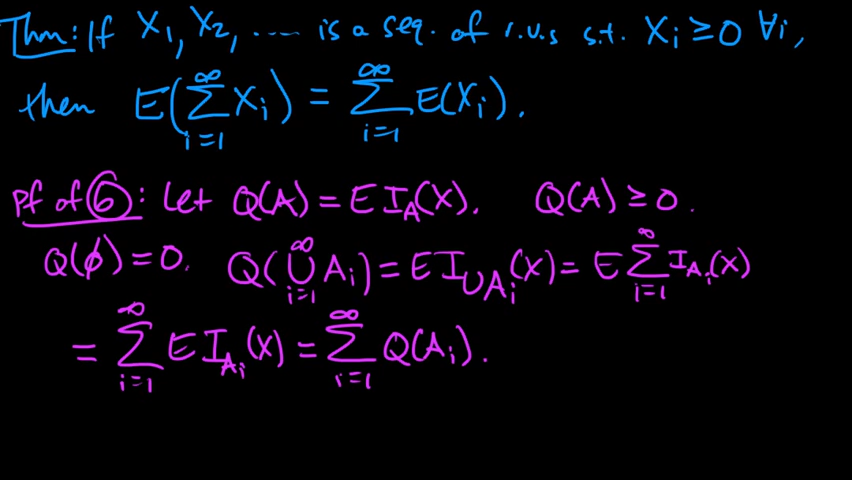 Thm: If X₁, X₂, ..... is a seq. of r.v.s s.t. Xᵢ ≥ 0 ∀i,
then E(∑_{i=1}^{∞} Xᵢ) = ∑_{i=1}^{∞} E(Xᵢ).
Pf of ⑥: Let Q(A) = E I_A(X). Q(A) ≥ 0.
Q(ϕ) = 0. Q(⋃_{i=1}^{∞} Aᵢ) = E I_{∪Aᵢ}(X) = E ∑_{i=1}^{∞} I_{Aᵢ}(X)
= ∑_{i=1}^{∞} E I_{Aᵢ}(X) = ∑_{i=1}^{∞} Q(Aᵢ).